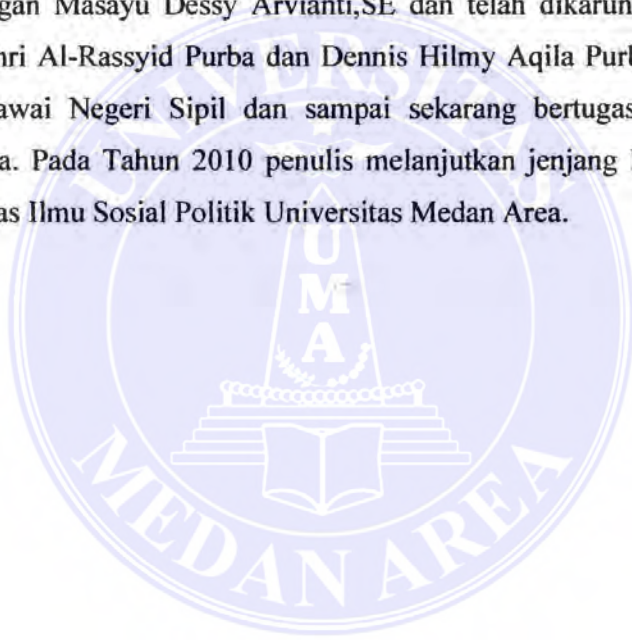 gan Masayu Dessy Arvianti,SE dan telah dikarun
nri Al-Rassyid Purba dan Dennis Hilmy Aqila Purl
awai Negeri Sipil dan sampai sekarang bertugas
a. Pada Tahun 2010 penulis melanjutkan jenjang
as Ilmu Sosial Politik Universitas Medan Area.
UNIVERSITAS
U
M
A
MEDAN AREA